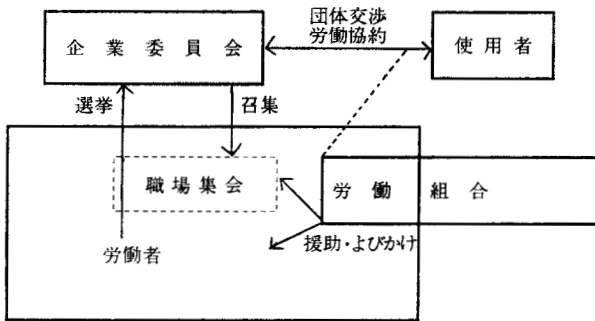 団体交渉
労働協約
企業委員会
使用者
選挙
召集
職場集会
労働組合
援助・よびかけ
労働者